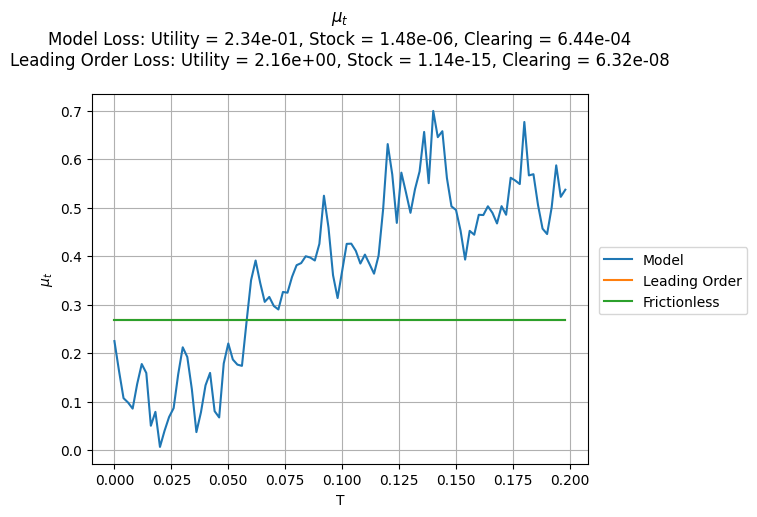 μt
Model Loss: Utility = 2.34e-01, Stock = 1.48e-06, Clearing = 6.44e-04
Leading Order Loss: Utility = 2.16e+00, Stock = 1.14e-15, Clearing = 6.32e-08
0.7
0.6
0.5
0.4
0.3
0.2
0.1
0.0
μt
0.000
0.025
0.050
0.075
0.100
0.125
0.150
0.175
0.200
T
Model
Leading Order
Frictionless